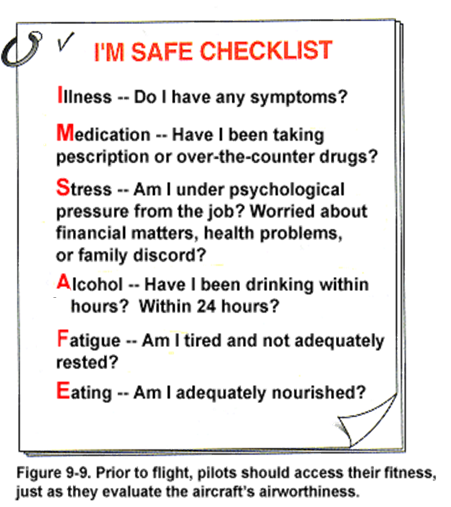 I'M SAFE CHECKLIST
Illness -- Do I have any symptoms?
Medication -- Have I been taking
pescription or over-the-counter drugs?
Stress -- Am I under psychological
pressure from the job? Worried about
financial matters, health problems,
or family discord?
Alcohol -- Have I been drinking within
hours? Within 24 hours?
Fatigue -- Am I tired and not adequately
rested?
Eating -- Am I adequately nourished?
Figure 9-9. Prior to flight, pilots should access their fitness,
just as they evaluate the aircraft's airworthiness.